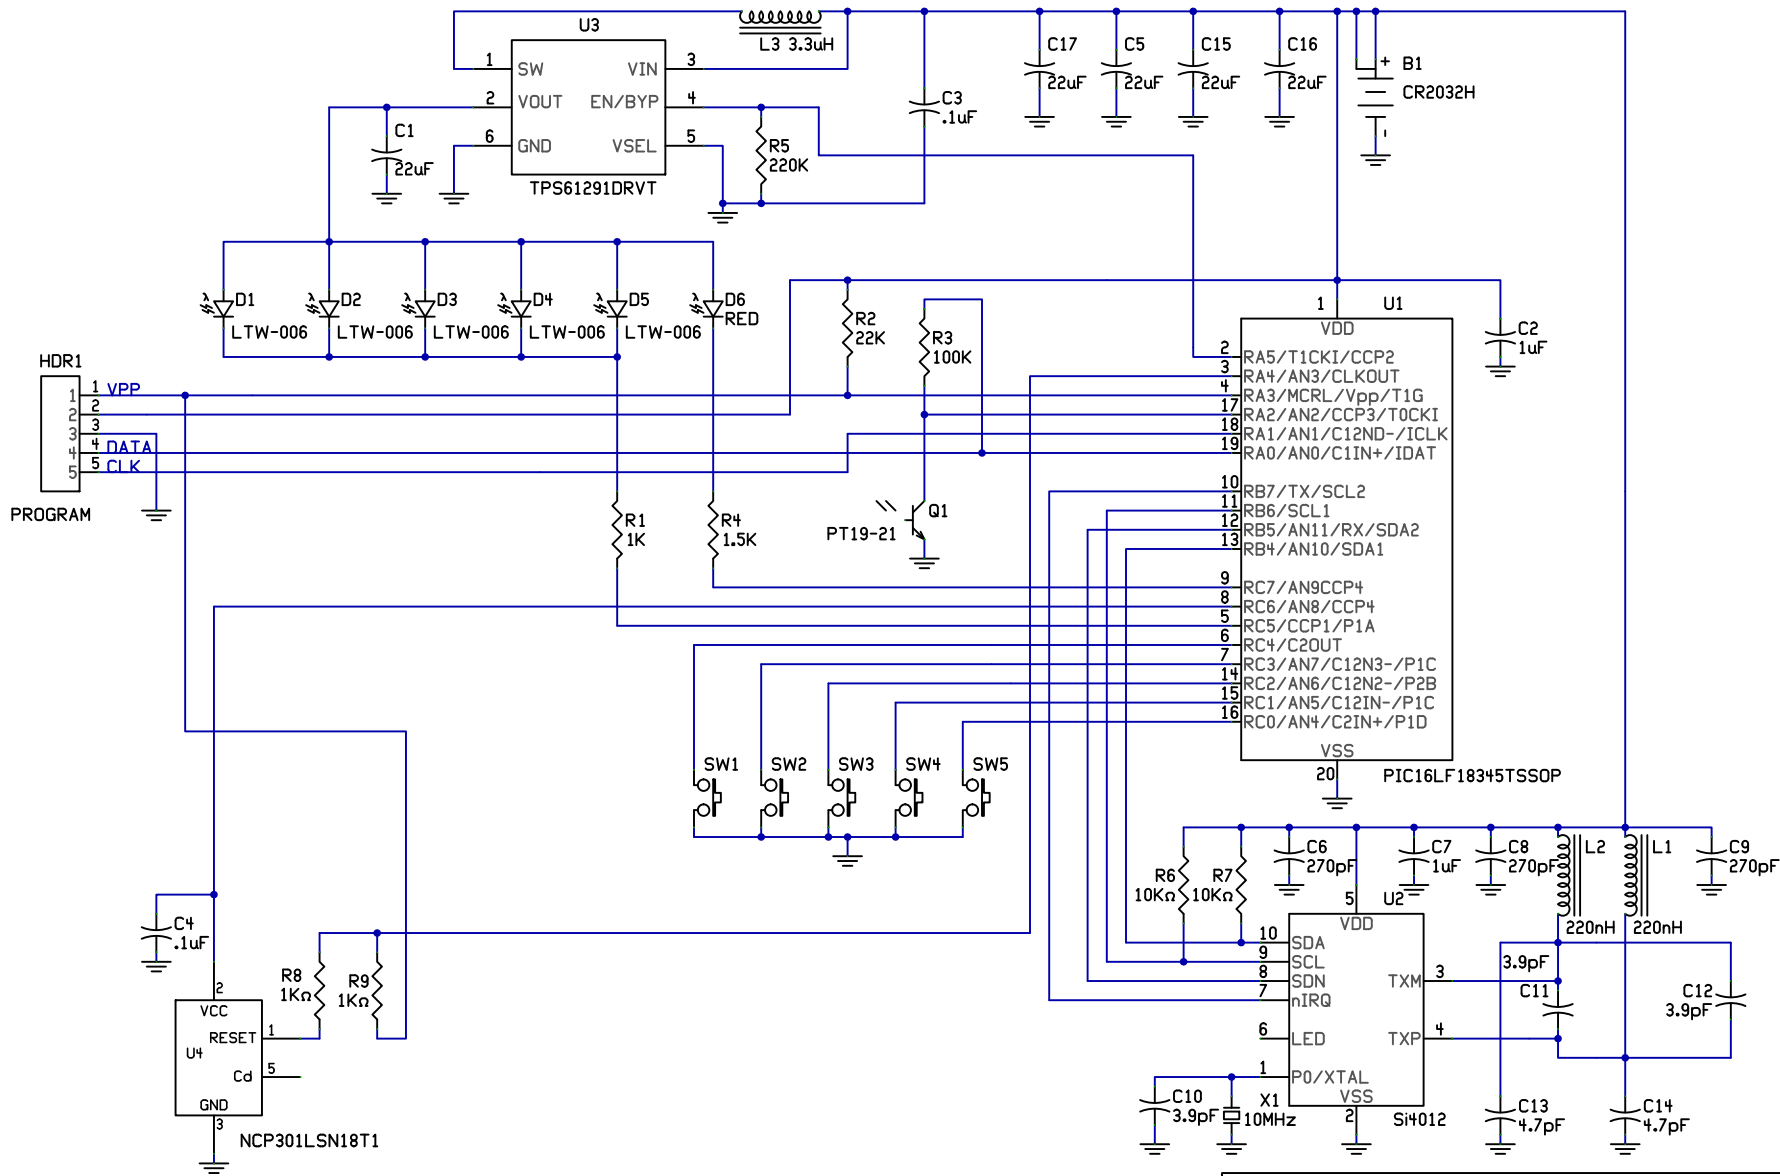 U3
L3 3.3uH
1 SW
VIN 3
2 VOUT
EN/BYP 4
6 GND
VSEL 5
TPS61291DRVT
C1
22uF
R5
220K
C3
.1uF
C17
22uF
C5
22uF
C15
22uF
C16
22uF
+ B1
CR2032H
-
λ D1
LTW-006
λ D2
LTW-006
λ D3
LTW-006
λ D4
LTW-006
λ D5
LTW-006
λ D6
RED
R2
22K
R3
100K
1 U1
VDD
C2
1uF
2 RA5/T1CKI/CCP2
3 RA4/AN3/CLKOUT
4 RA3/MCRL/Vpp/T1G
17 RA2/AN2/CCP3/T0CKI
18 RA1/AN1/C12ND-/ICLK
19 RA0/AN0/C1IN+/IDAT
10 RB7/TX/SCL2
11 RB6/SCL1
12 RB5/AN11/RX/SDA2
13 RB4/AN10/SDA1
9 RC7/AN9CCP4
8 RC6/AN8/CCP4
5 RC5/CCP1/P1A
6 RC4/C2OUT
7 RC3/AN7/C12N3-/P1C
14 RC2/AN6/C12N2-/P2B
15 RC1/AN5/C12IN-/P1C
16 RC0/AN4/C2IN+/P1D
VSS
20
PIC16LF18345TSSOP
HDR1
1 1 VPP
2 2
3 3
4 4 DATA
5 5 CLK
PROGRAM
R1
1K
R4
1.5K
Q1
PT19-21
SW1
SW2
SW3
SW4
SW5
C4
.1uF
R8
1KΩ
R9
1KΩ
2
VCC
RESET 1
U4
Cd 5
GND
3
NCP301LSN18T1
R6
10KΩ
R7
10KΩ
C6
270pF
C7
1uF
C8
270pF
L2
220nH
L1
220nH
C9
270pF
5 U2
VDD
10 SDA
9 SCL
8 SDN
7 nIRQ
6 LED
1 P0/XTAL
TXM 3
TXP 4
VSS
2
Si4012
3.9pF
C11
C12
3.9pF
C10
3.9pF
X1
10MHz
C13
4.7pF
C14
4.7pF